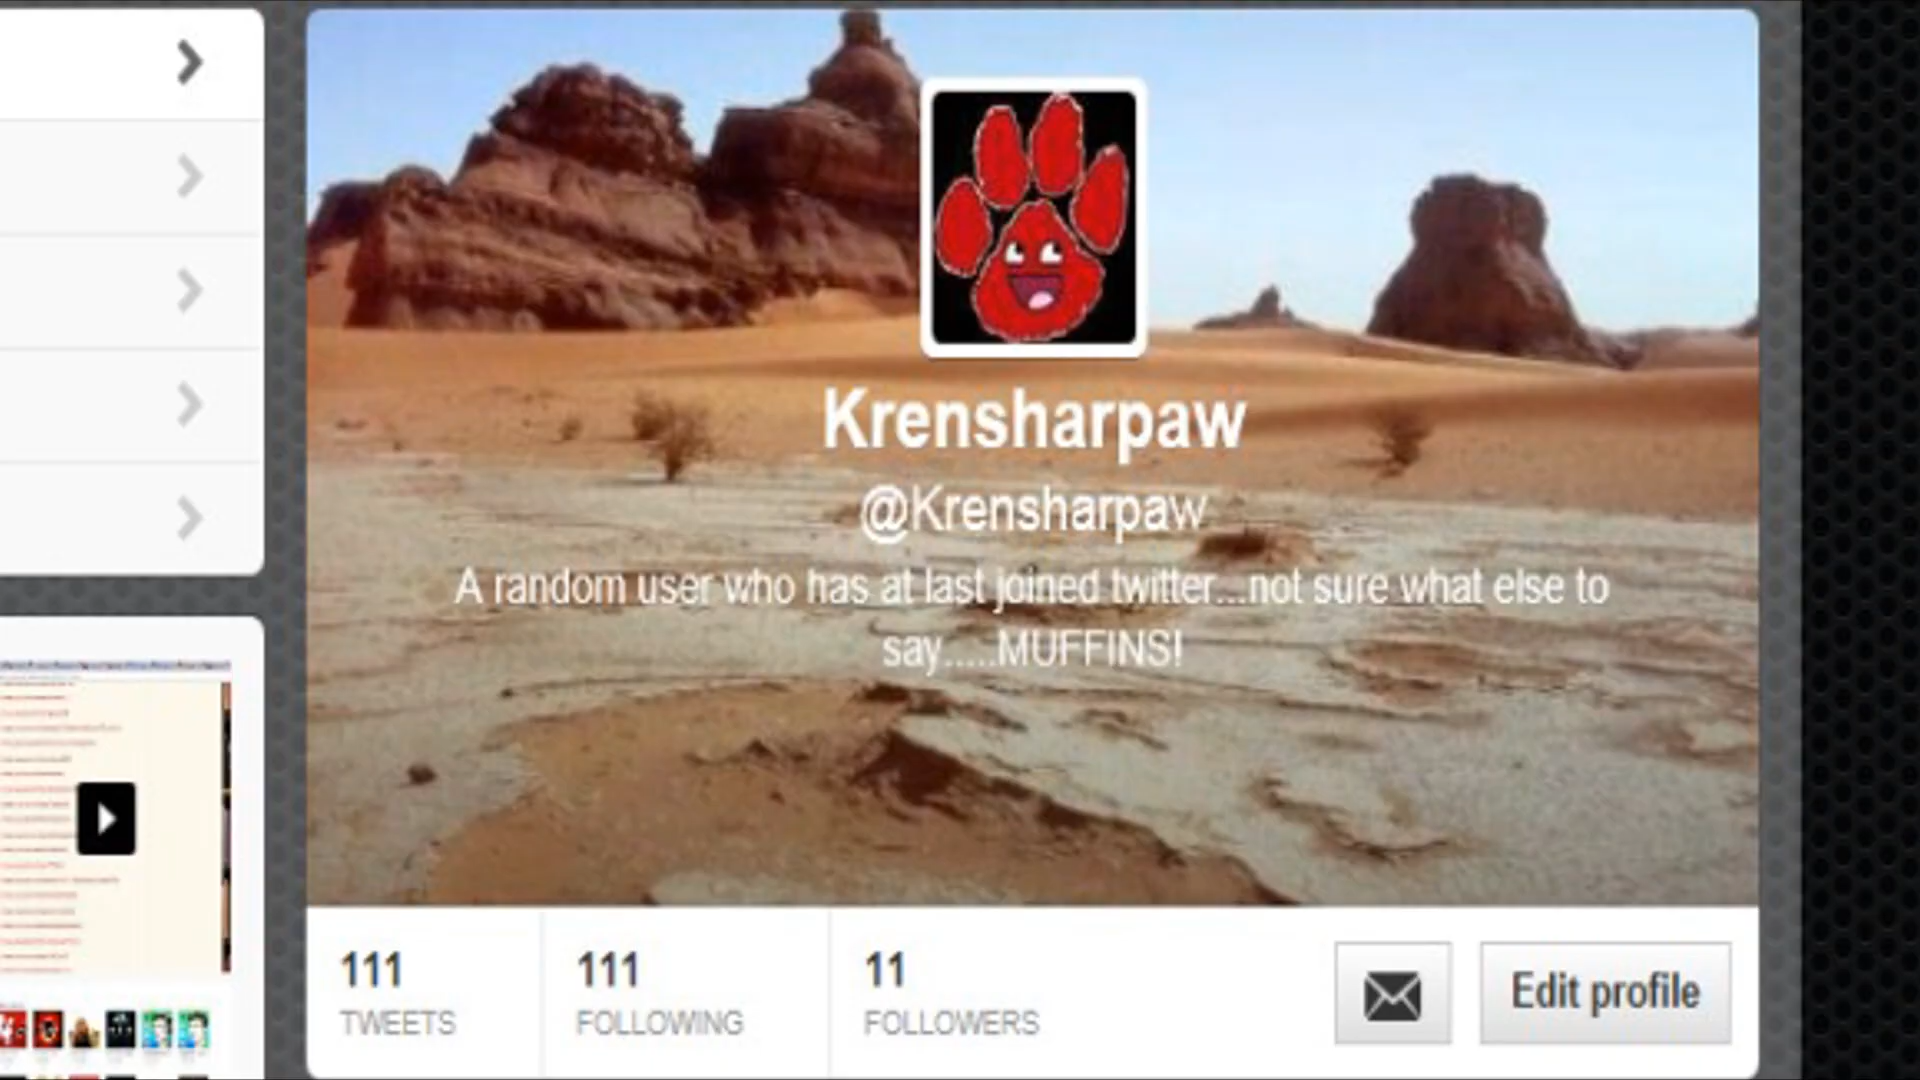 Krensharpaw
@Krensharpaw
A random user who has at last joined twitter...not sure what else to
say.....MUFFINS!
111
TWEETS
111
FOLLOWING
11
FOLLOWERS
Edit profile